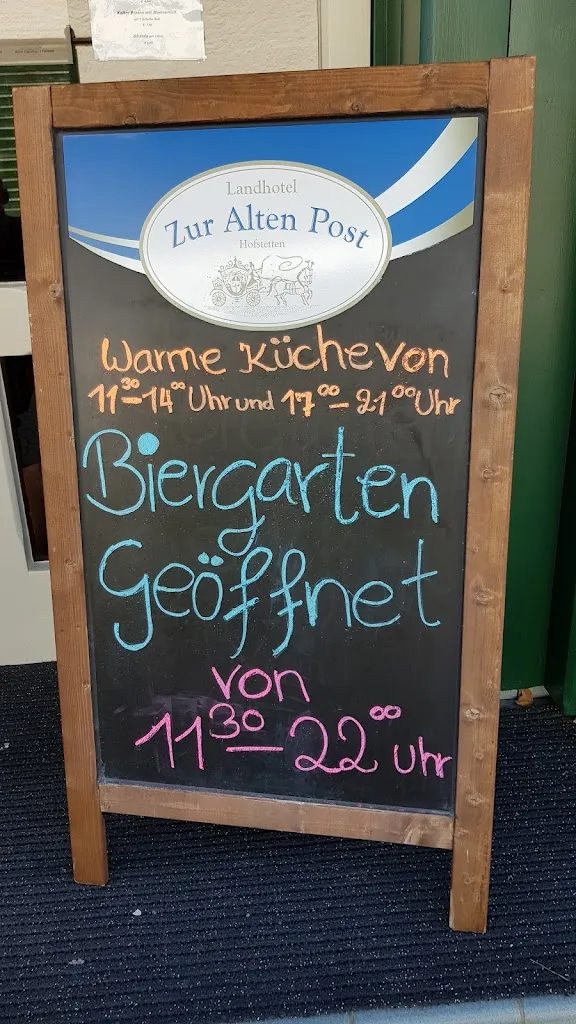 Landhotel
Zur Alten Post
Hofstetten
Warme Küche von
11³⁰-14⁰⁰ Uhr und 17⁰⁰-21⁰⁰ Uhr
Biergarten
Geöffnet
von
11³⁰-22⁰⁰ Uhr